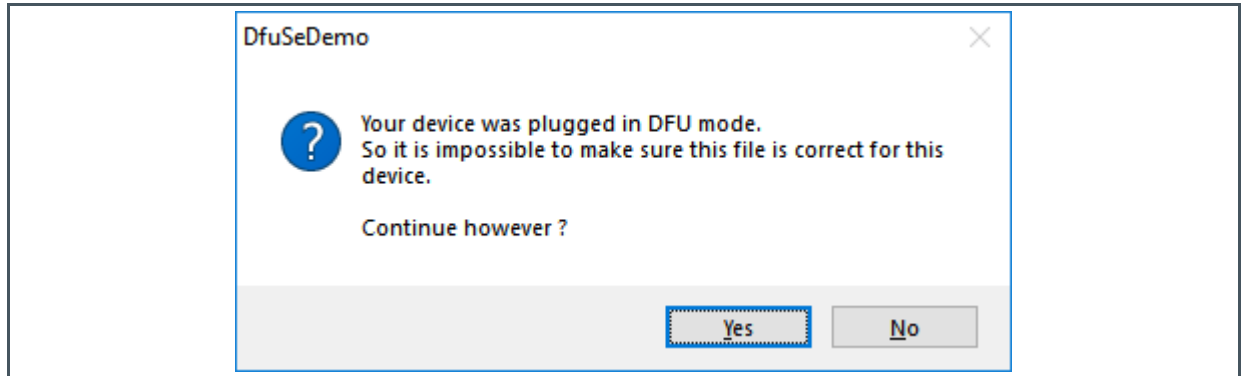 DfuSeDemo
?
Your device was plugged in DFU mode.
So it is impossible to make sure this file is correct for this
device.
Continue however ?
Yes No